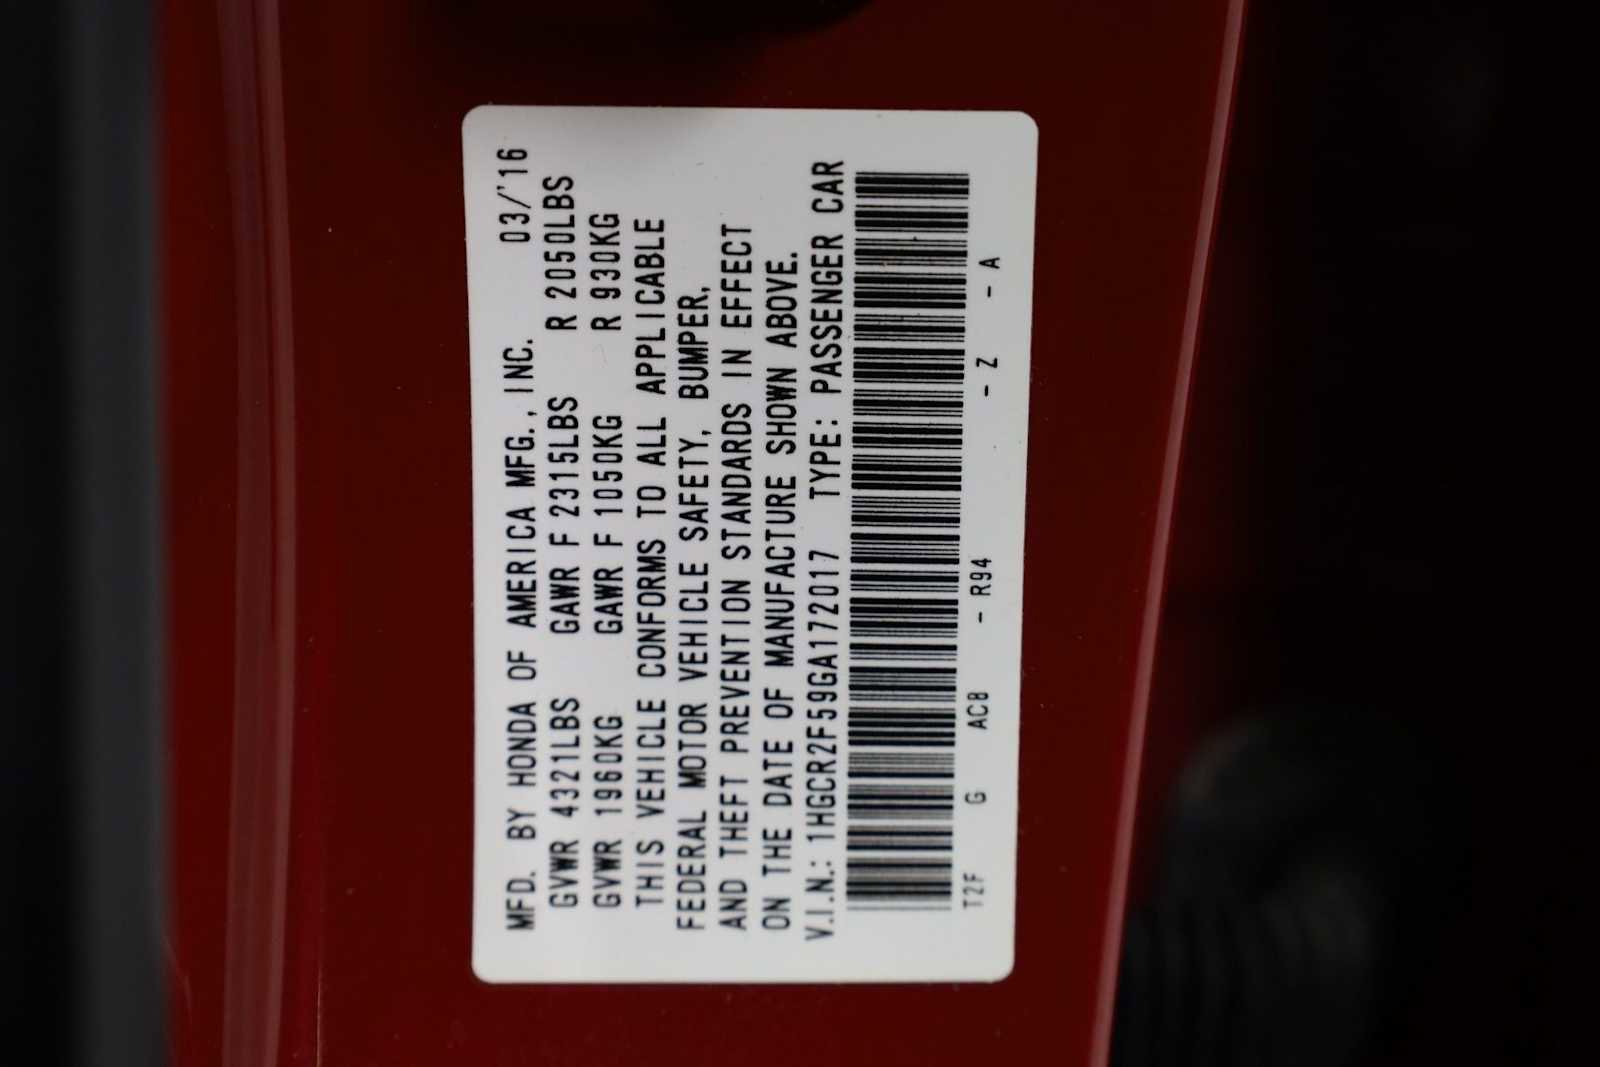 MFD. BY HONDA OF AMERICA MFG., INC. 03/'16
GVWR 4321LBS GAWR F 2315LBS R 2050LBS
GVWR 1960KG GAWR F 1050KG R 930KG
THIS VEHICLE CONFORMS TO ALL APPLICABLE
FEDERAL MOTOR VEHICLE SAFETY, BUMPER,
AND THEFT PREVENTION STANDARDS IN EFFECT
ON THE DATE OF MANUFACTURE SHOWN ABOVE.
V.I.N.: 1HGCR2F59GA172017 TYPE: PASSENGER CAR
T2F G AC8 - R94 - Z - A